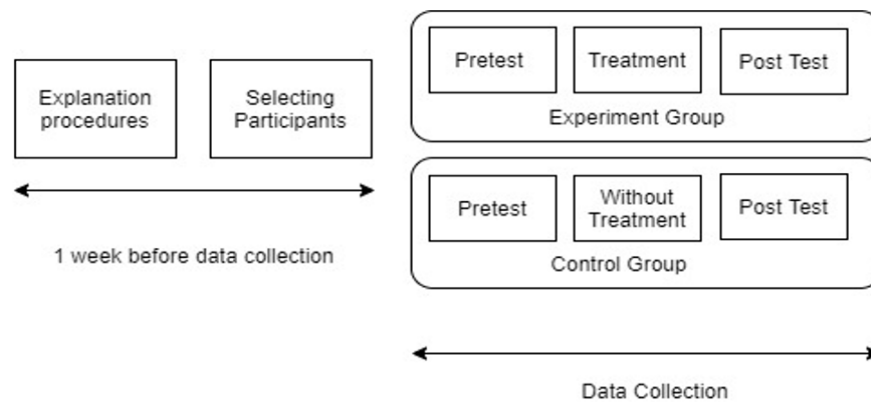 Explanation
procedures
Selecting
Participants
1 week before data collection
Pretest
Treatment
Post Test
Experiment Group
Pretest
Without
Treatment
Post Test
Control Group
Data Collection